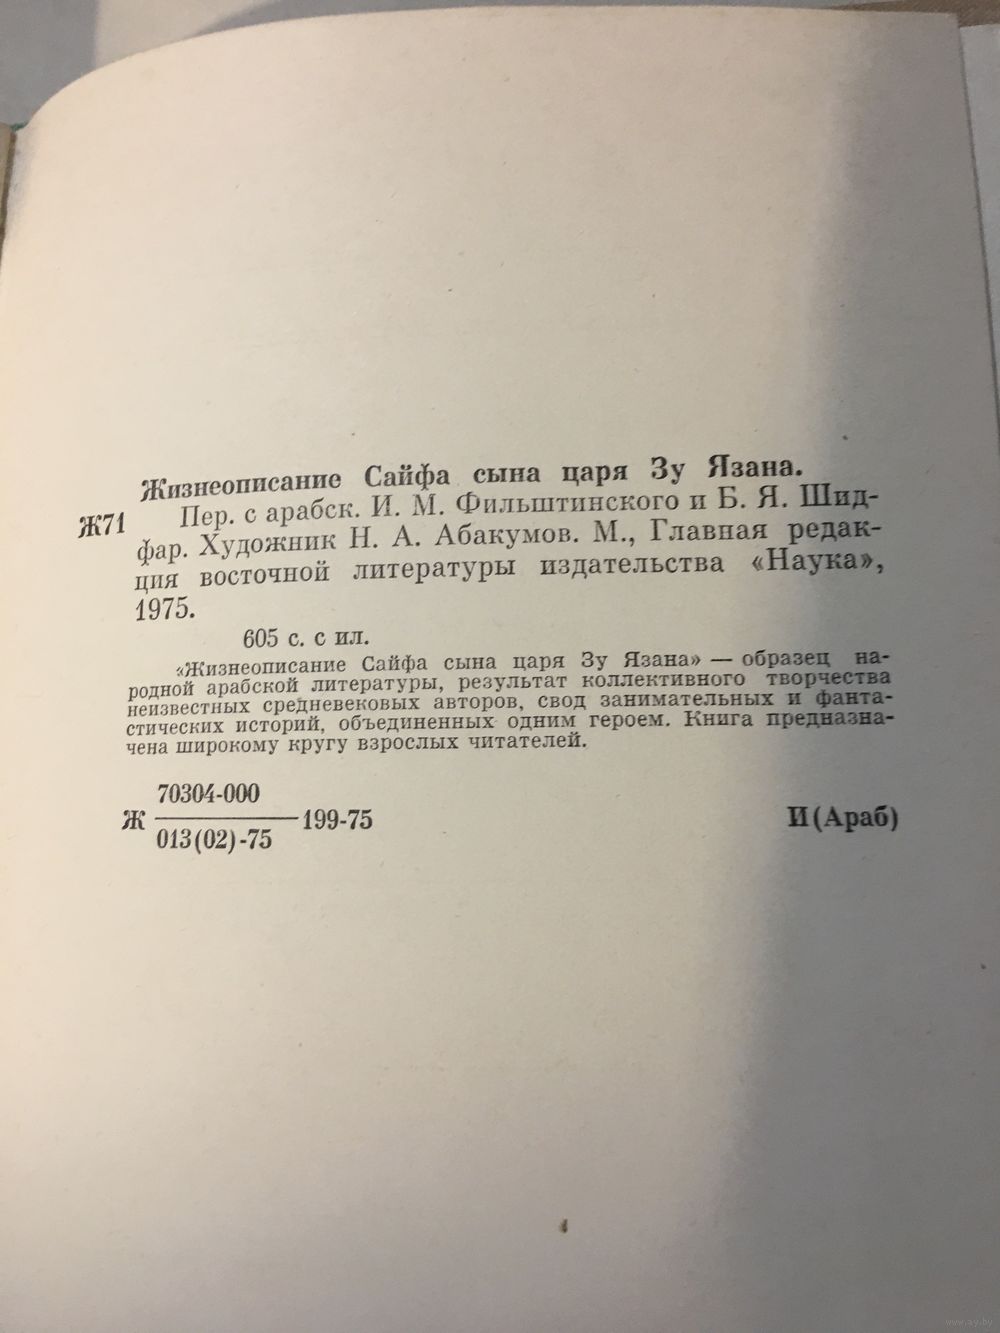 Жизнеописание Сайфа сына царя Зу Язана.
Ж71
Пер. с арабск. И. М. Фильштинского и Б. Я. Шид-
фар. Художник Н. А. Абакумов. М., Главная редак-
ция восточной литературы издательства «Наука»,
1975.
605 с. с ил.
«Жизнеописание Сайфа сына царя Зу Язана» — образец на-
родной арабской литературы, результат коллективного творчества
неизвестных средневековых авторов, свод занимательных и фанта-
стических историй, объединенных одним героем. Книга предназна-
чена широкому кругу взрослых читателей.
70304-000
Ж 199-75 И(Араб)
013(02)-75
www.ay.by